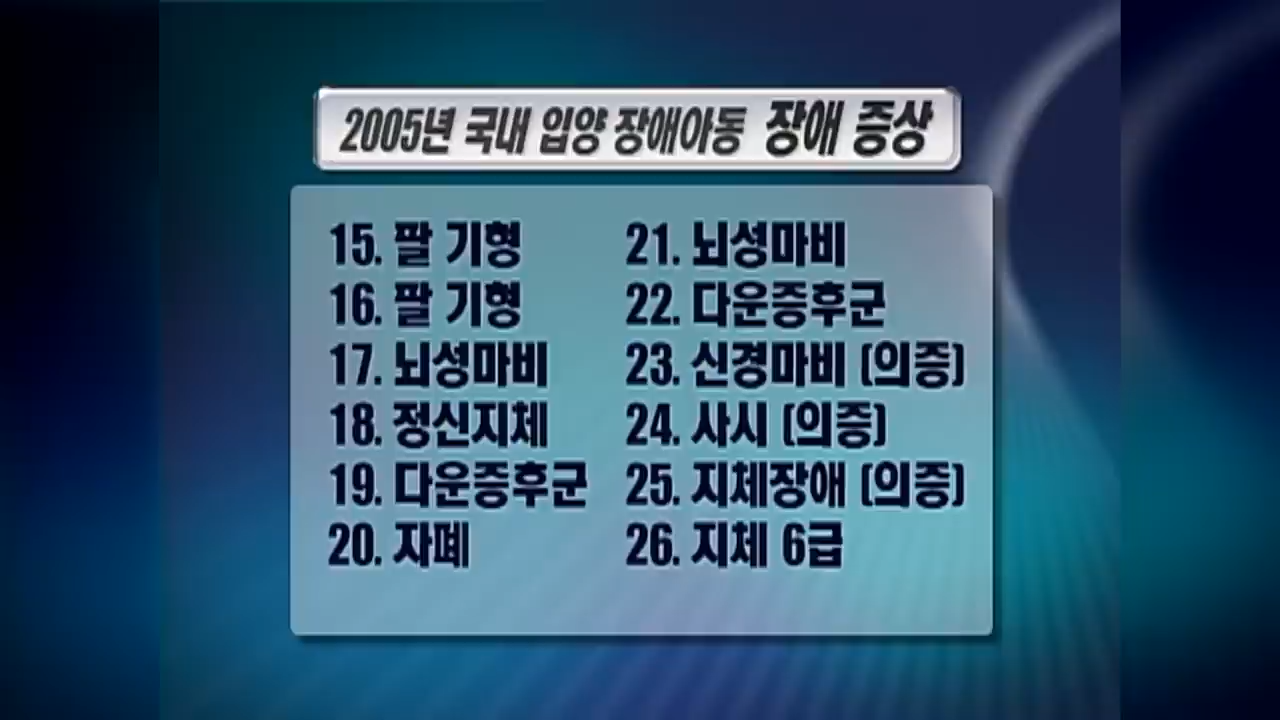 2005년 국내 입양 장애아동 장애 증상
15. 팔 기형
16. 팔 기형
17. 뇌성마비
18. 정신지체
19. 다운증후군
20. 자폐
21. 뇌성마비
22. 다운증후군
23. 신경마비 (의증)
24. 사시 (의증)
25. 지체장애 (의증)
26. 지체 6급